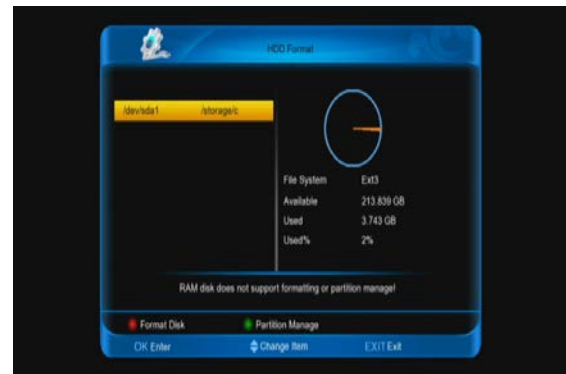 HDD Format
/dev/sda1 /storage/c
File System Ext3
Available 213.839 GB
Used 3.743 GB
Used% 2%
RAM disk does not support formatting or partition manage!
Format Disk Partition Manage
OK Enter Change Item EXIT Exit